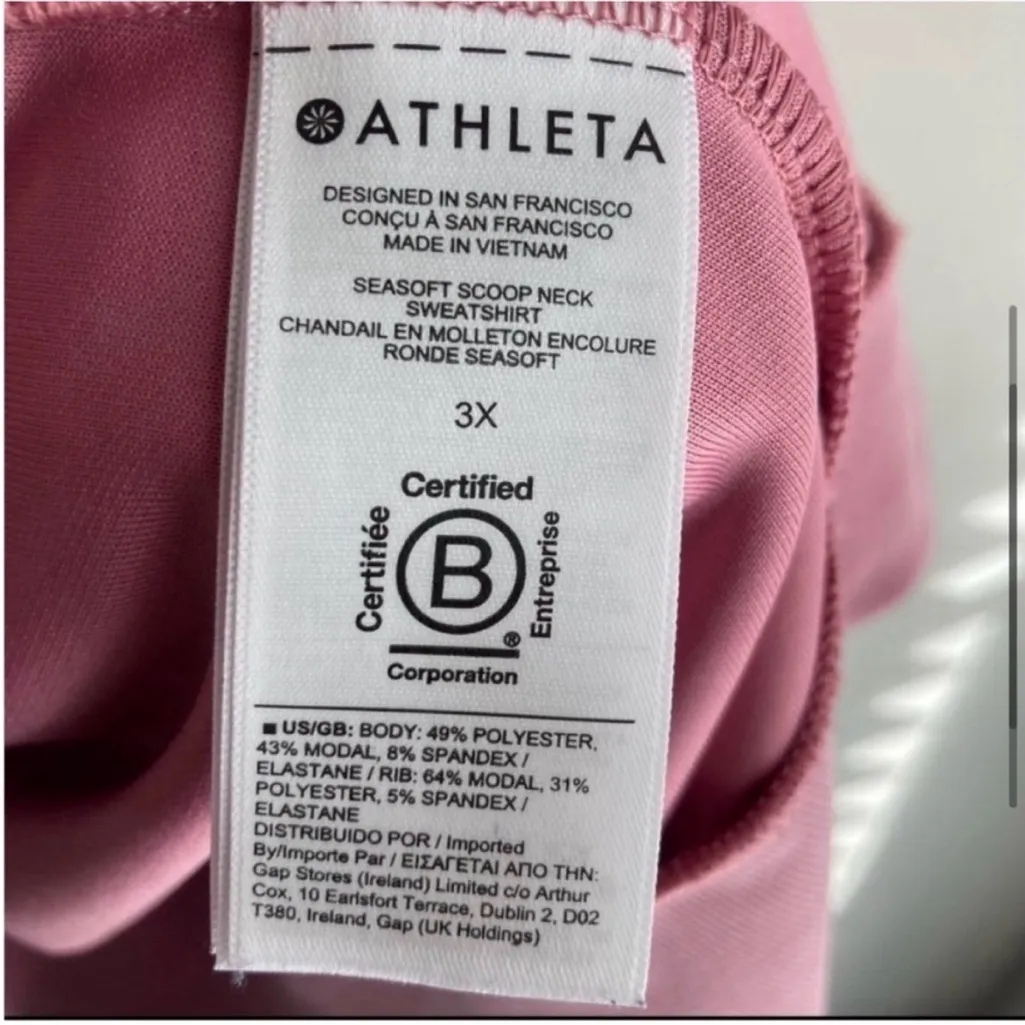 ATHLETA
DESIGNED IN SAN FRANCISCO
CONÇU À SAN FRANCISCO
MADE IN VIETNAM
SEASOFT SCOOP NECK
SWEATSHIRT
CHANDAIL EN MOLLETON ENCOLURE
RONDE SEASOFT
3X
Certified
Certifiée
B
Entreprise
®
Corporation
■ US/GB: BODY: 49% POLYESTER,
43% MODAL, 8% SPANDEX /
ELASTANE / RIB: 64% MODAL, 31%
POLYESTER, 5% SPANDEX /
ELASTANE
DISTRIBUIDO POR / Imported
By/Importe Par / ΕΙΣΑΓΕΤΑΙ ΑΠΟ ΤΗΝ:
Gap Stores (Ireland) Limited c/o Arthur
Cox, 10 Earlsfort Terrace, Dublin 2, D02
T380, Ireland, Gap (UK Holdings)